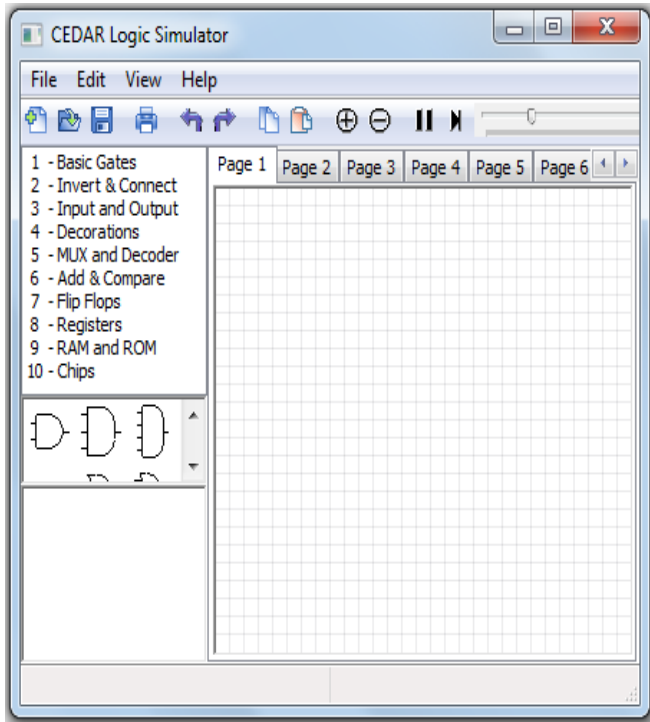 CEDAR Logic Simulator
File Edit View Help
1 - Basic Gates
2 - Invert & Connect
3 - Input and Output
4 - Decorations
5 - MUX and Decoder
6 - Add & Compare
7 - Flip Flops
8 - Registers
9 - RAM and ROM
10 - Chips
Page 1 Page 2 Page 3 Page 4 Page 5 Page 6